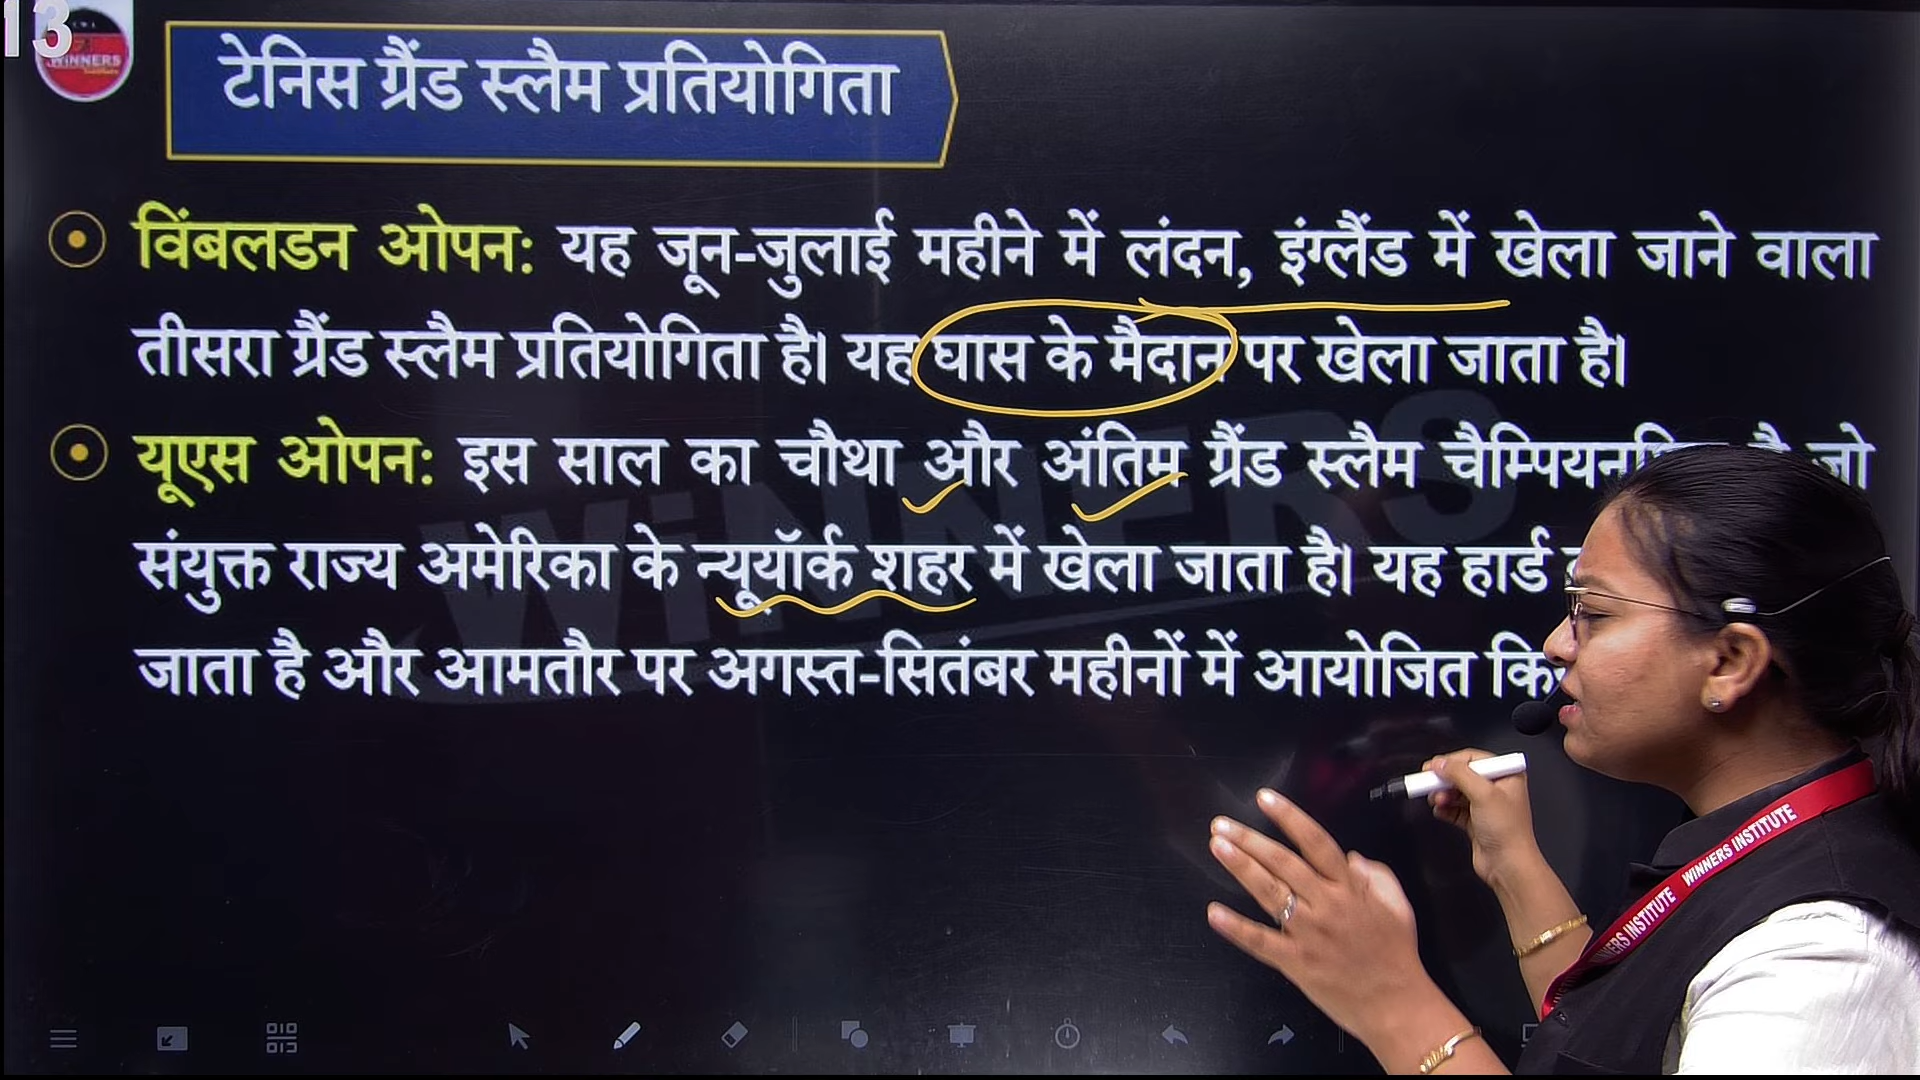 13
WINNERS
टेनिस ग्रैंड स्लैम प्रतियोगिता
विंबलडन ओपन: यह जून-जुलाई महीने में लंदन, इंग्लैंड में खेला जाने वाला
तीसरा ग्रैंड स्लैम प्रतियोगिता है। यह घास के मैदान पर खेला जाता है।
यूएस ओपन: इस साल का चौथा और अंतिम ग्रैंड स्लैम जो
संयुक्त राज्य अमेरिका के न्यूयॉर्क शहर में खेला जाता है। यह हार्ड
जाता है और आमतौर पर अगस्त-सितंबर महीनों में आयोजित
WiNNERS
WINNERS INSTITUTE
INSTITUTE